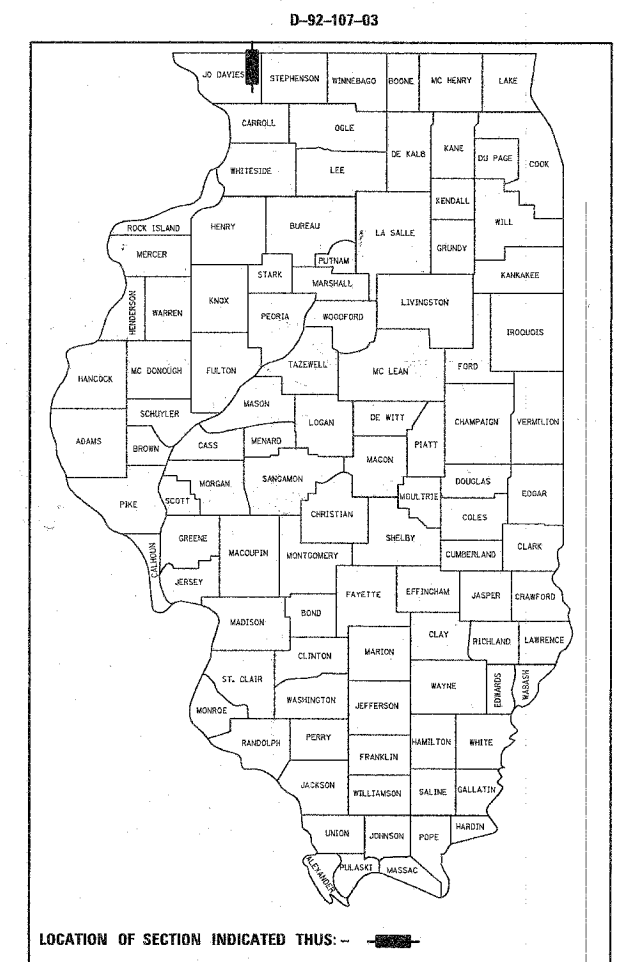 D-92-107-03
JO DAVIES
STEPHENSON
WINNEBAGO
BOONE
MC HENRY
LAKE
CARROLL
OGLE
DE KALB
KANE
DU PAGE
COOK
WHITESIDE
LEE
KENDALL
WILL
ROCK ISLAND
HENRY
BUREAU
LA SALLE
GRUNDY
MERCER
PUTNAM
KANKAKEE
STARK
MARSHALL
HENDERSON
WARREN
KNOX
PEORIA
WOODFORD
LIVINGSTON
IROQUOIS
HANCOCK
MC DONOUGH
FULTON
TAZEWELL
MC LEAN
FORD
MASON
SCHUYLER
LOGAN
DE WITT
CHAMPAIGN
VERMILION
ADAMS
BROWN
CASS
MENARD
PIATT
MACON
PIKE
SCOTT
MORGAN
SANGAMON
MOULTRIE
DOUGLAS
EDGAR
CHRISTIAN
COLES
CALHOUN
GREENE
MACOUPIN
MONTGOMERY
SHELBY
CUMBERLAND
CLARK
JERSEY
FAYETTE
EFFINGHAM
JASPER
CRAWFORD
MADISON
BOND
CLAY
RICHLAND
LAWRENCE
CLINTON
MARION
ST. CLAIR
WAYNE
EDWARDS
WABASH
MONROE
WASHINGTON
JEFFERSON
RANDOLPH
PERRY
HAMILTON
WHITE
FRANKLIN
JACKSON
WILLIAMSON
SALINE
GALLATIN
UNION
JOHNSON
POPE
HARDIN
ALEXANDER
PULASKI
MASSAC
LOCATION OF SECTION INDICATED THUS: -